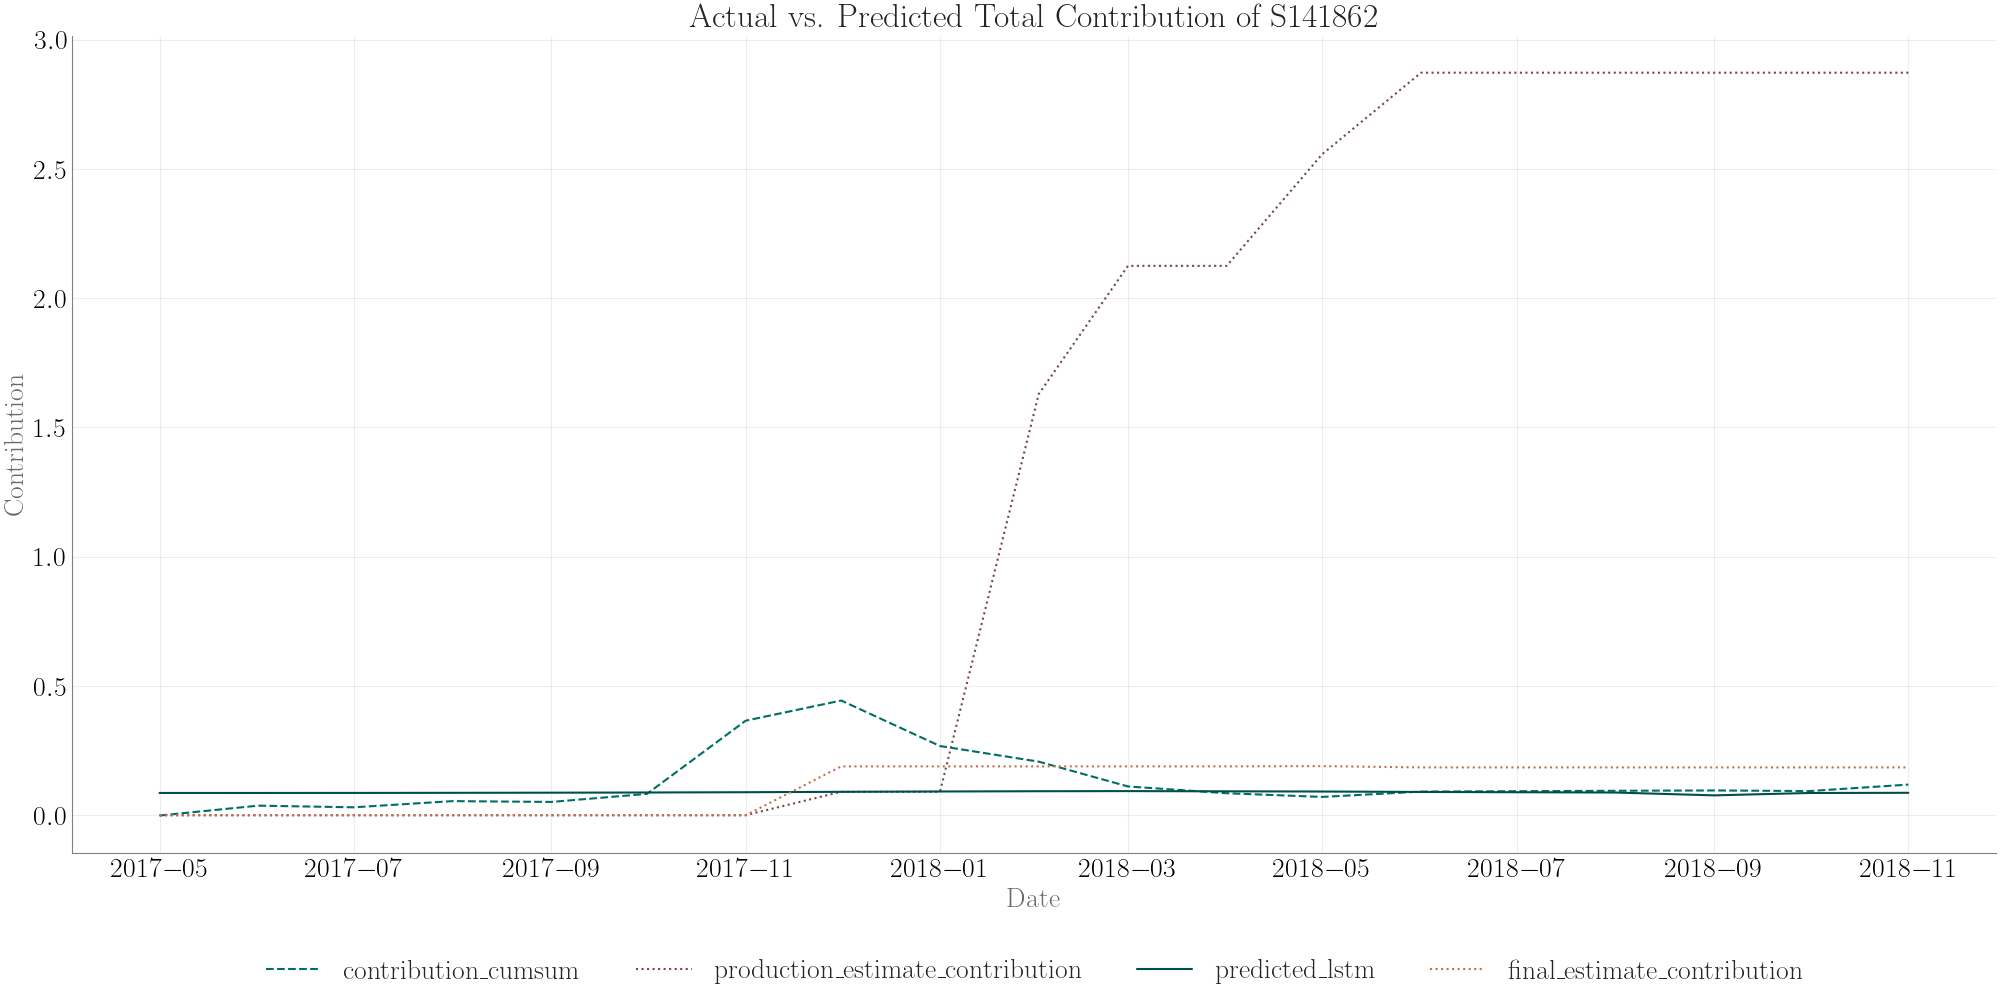 Actual vs. Predicted Total Contribution of S141862
3.0
2.5
2.0
1.5
1.0
0.5
0.0
Contribution
2017−05 2017−07 2017−09 2017−11 2018−01 2018−03 2018−05 2018−07 2018−09 2018−11
Date
contribution_cumsum production_estimate_contribution predicted_lstm final_estimate_contribution